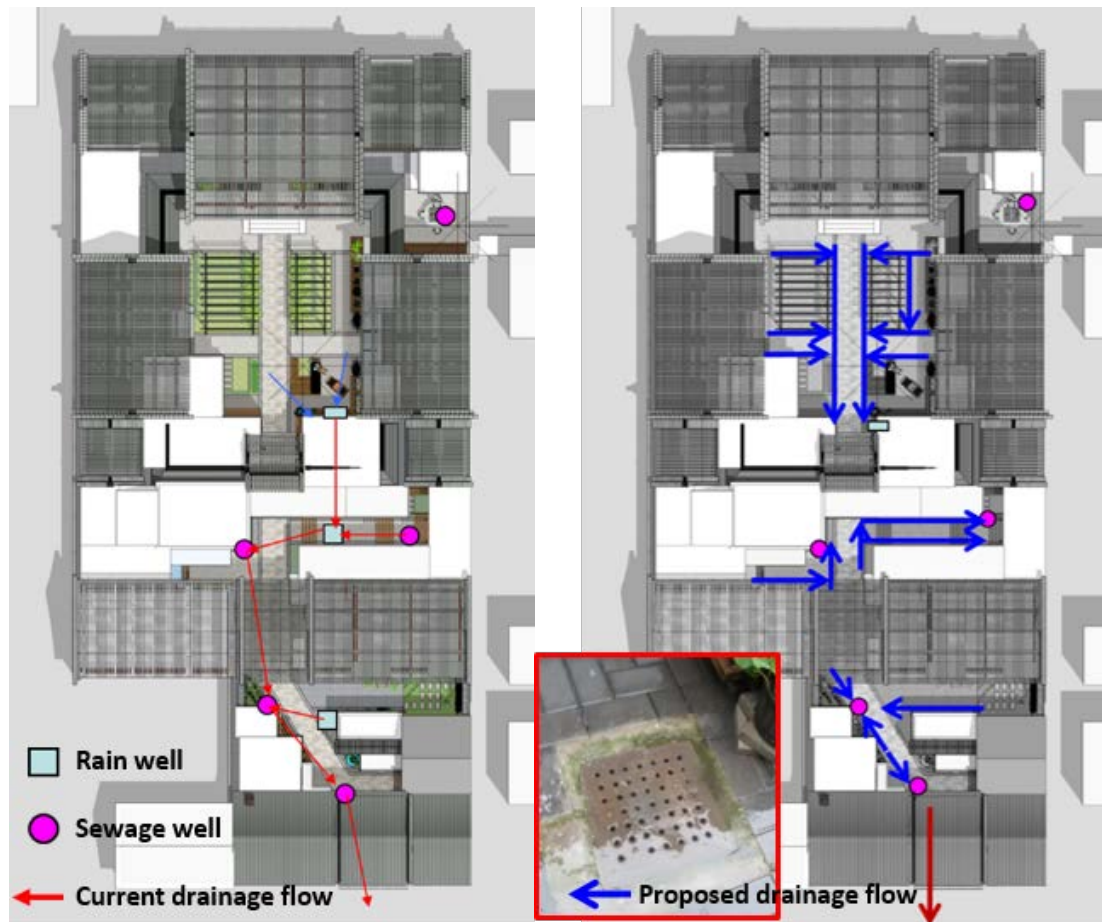 Rain well
Sewage well
Current drainage flow
Proposed drainage flow